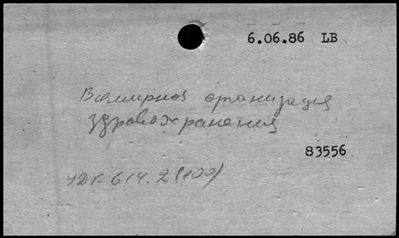 6.06.86 LB
Всемирная организация
здравоохранения
83556
УДК 614.2(100)